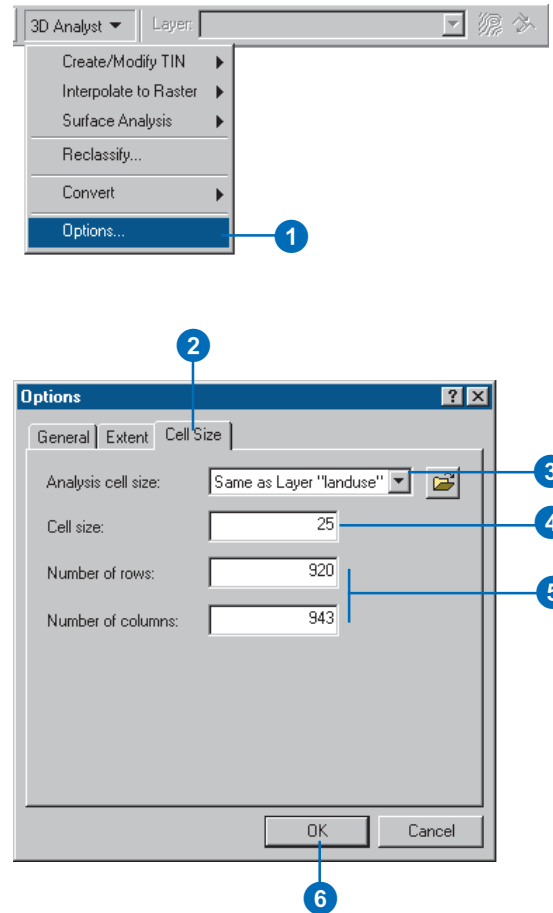 3D Analyst Layer:
Create/Modify TIN
Interpolate to Raster
Surface Analysis
Reclassify...
Convert
Options...
1
2
Options
General Extent Cell Size
Analysis cell size: Same as Layer "landuse"
3
Cell size: 25
4
Number of rows: 920
5
Number of columns: 943
OK Cancel
6